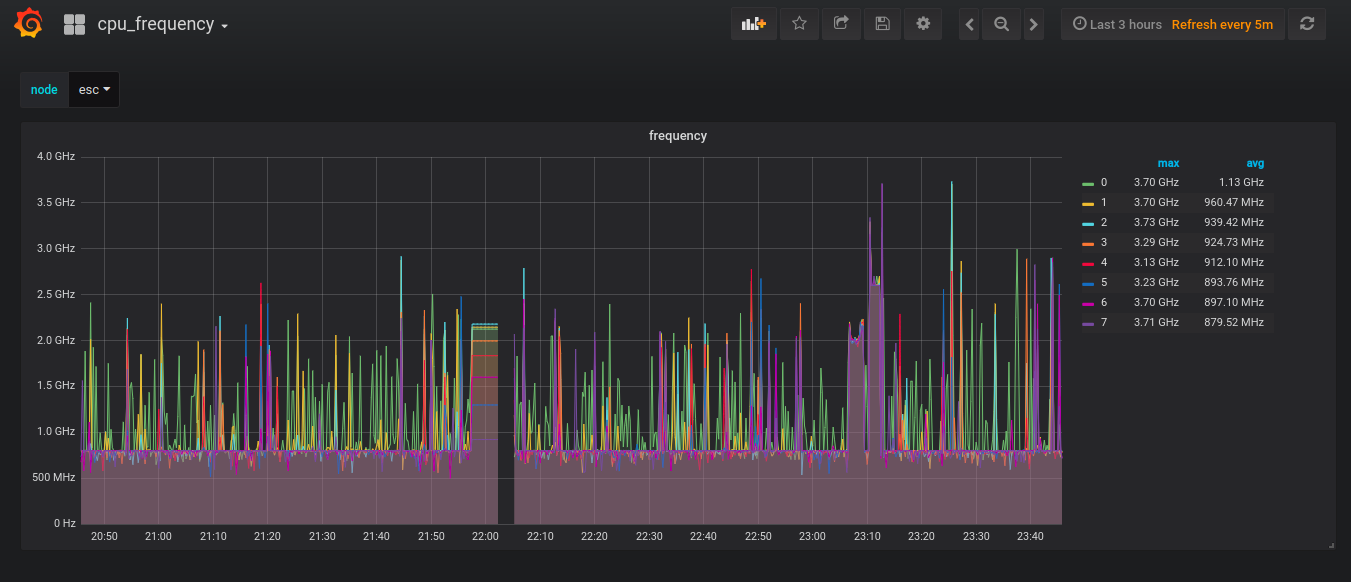 cpu_frequency
Last 3 hours Refresh every 5m
node esc
frequency
4.0 GHz
3.5 GHz
3.0 GHz
2.5 GHz
2.0 GHz
1.5 GHz
1.0 GHz
500 MHz
0 Hz
20:50 21:00 21:10 21:20 21:30 21:40 21:50 22:00 22:10 22:20 22:30 22:40 22:50 23:00 23:10 23:20 23:30 23:40
max avg
0 3.70 GHz 1.13 GHz
1 3.70 GHz 960.47 MHz
2 3.73 GHz 939.42 MHz
3 3.29 GHz 924.73 MHz
4 3.13 GHz 912.10 MHz
5 3.23 GHz 893.76 MHz
6 3.70 GHz 897.10 MHz
7 3.71 GHz 879.52 MHz